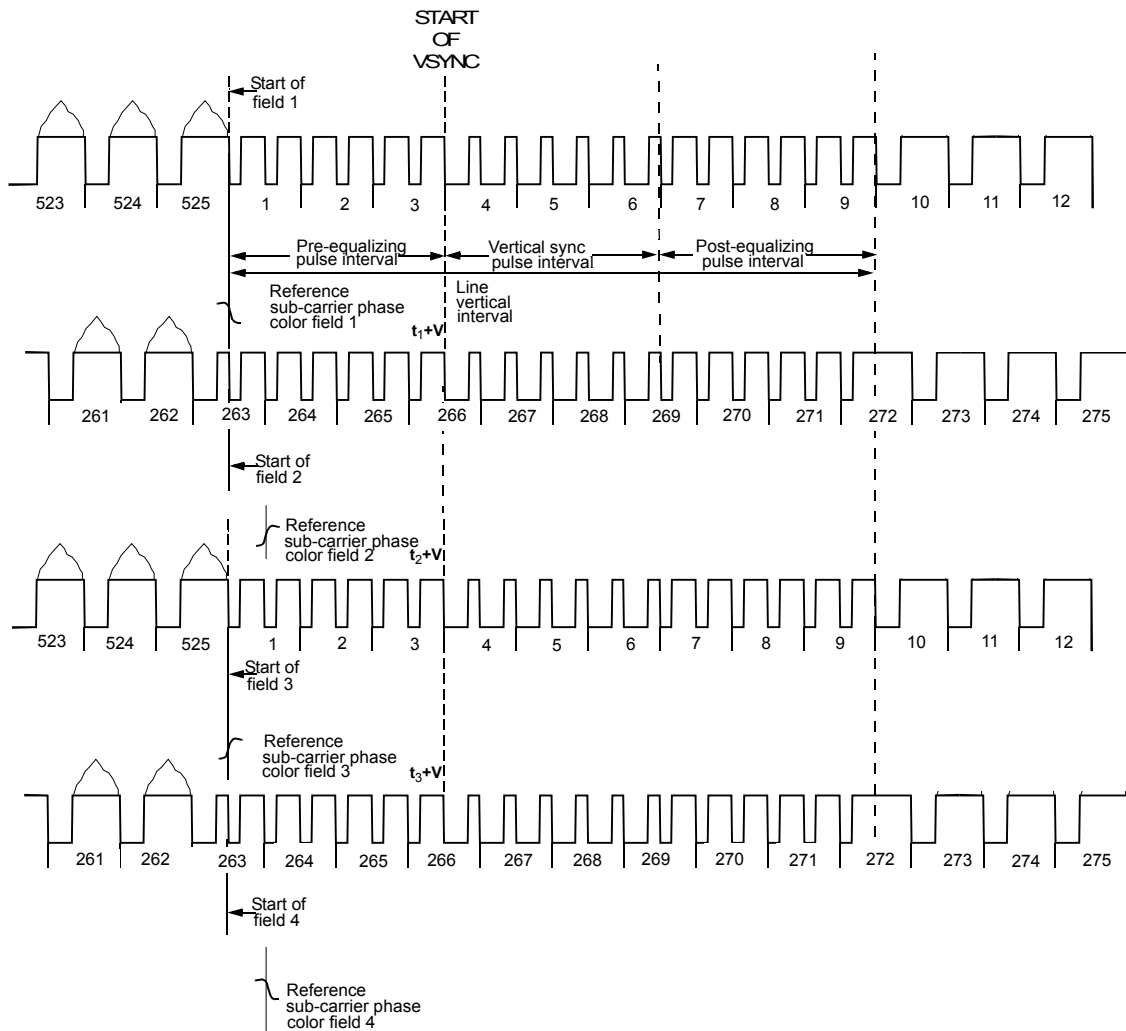 START
OF
VSYNC
Start of
field 1
523 524 525 1 2 3 4 5 6 7 8 9 10 11 12
Pre-equalizing
pulse interval
Vertical sync
pulse interval
Post-equalizing
pulse interval
Line
vertical
interval
Reference
sub-carrier phase
color field 1
t1+V
261 262 263 264 265 266 267 268 269 270 271 272 273 274 275
Start of
field 2
Reference
sub-carrier phase
color field 2
t2+V
523 524 525 1 2 3 4 5 6 7 8 9 10 11 12
Start of
field 3
Reference
sub-carrier phase
color field 3
t3+V
261 262 263 264 265 266 267 268 269 270 271 272 273 274 275
Start of
field 4
Reference
sub-carrier phase
color field 4